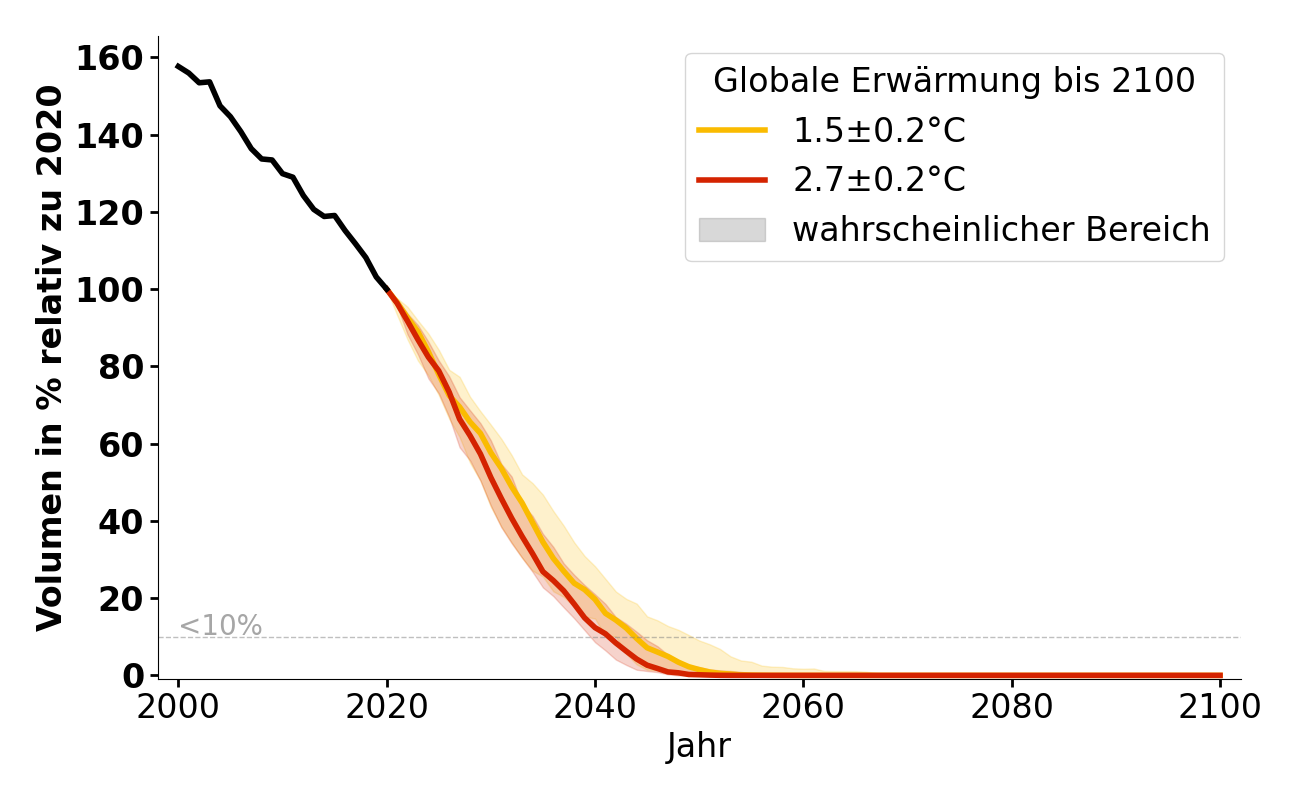 Volumen in % relativ zu 2020
160
140
120
100
80
60
40
20
0
<10%
Globale Erwärmung bis 2100
1.5±0.2°C
2.7±0.2°C
wahrscheinlicher Bereich
2000 2020 2040 2060 2080 2100
Jahr